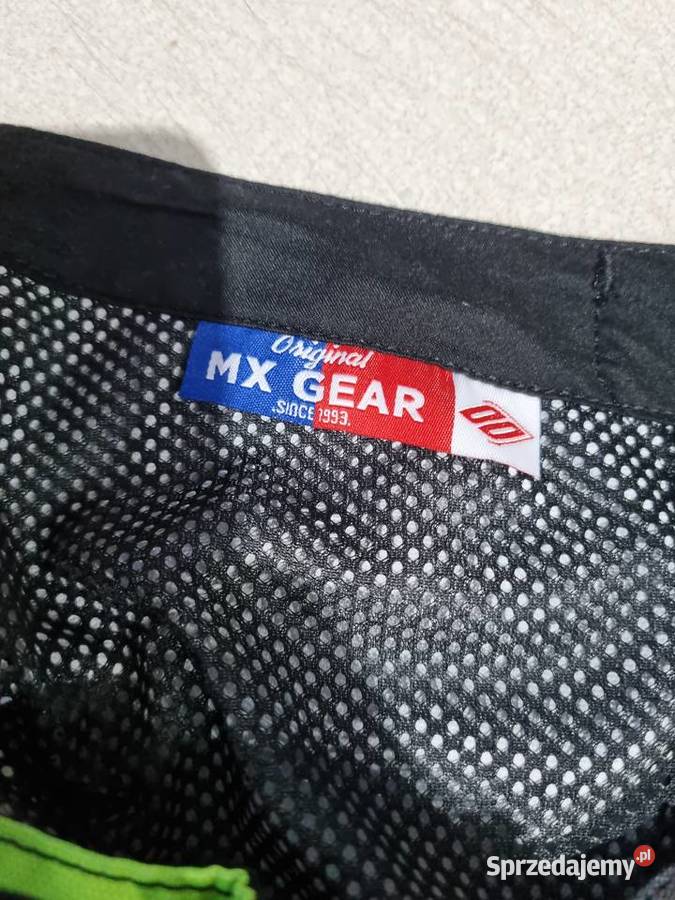 Original
MX GEAR
.SINCE 1993.
Sprzedajemy.pl